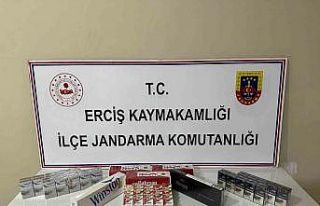 T.C.
ERCİŞ KAYMAKAMLIĞI
İLÇE JANDARMA KOMUTANLIĞI
Winston